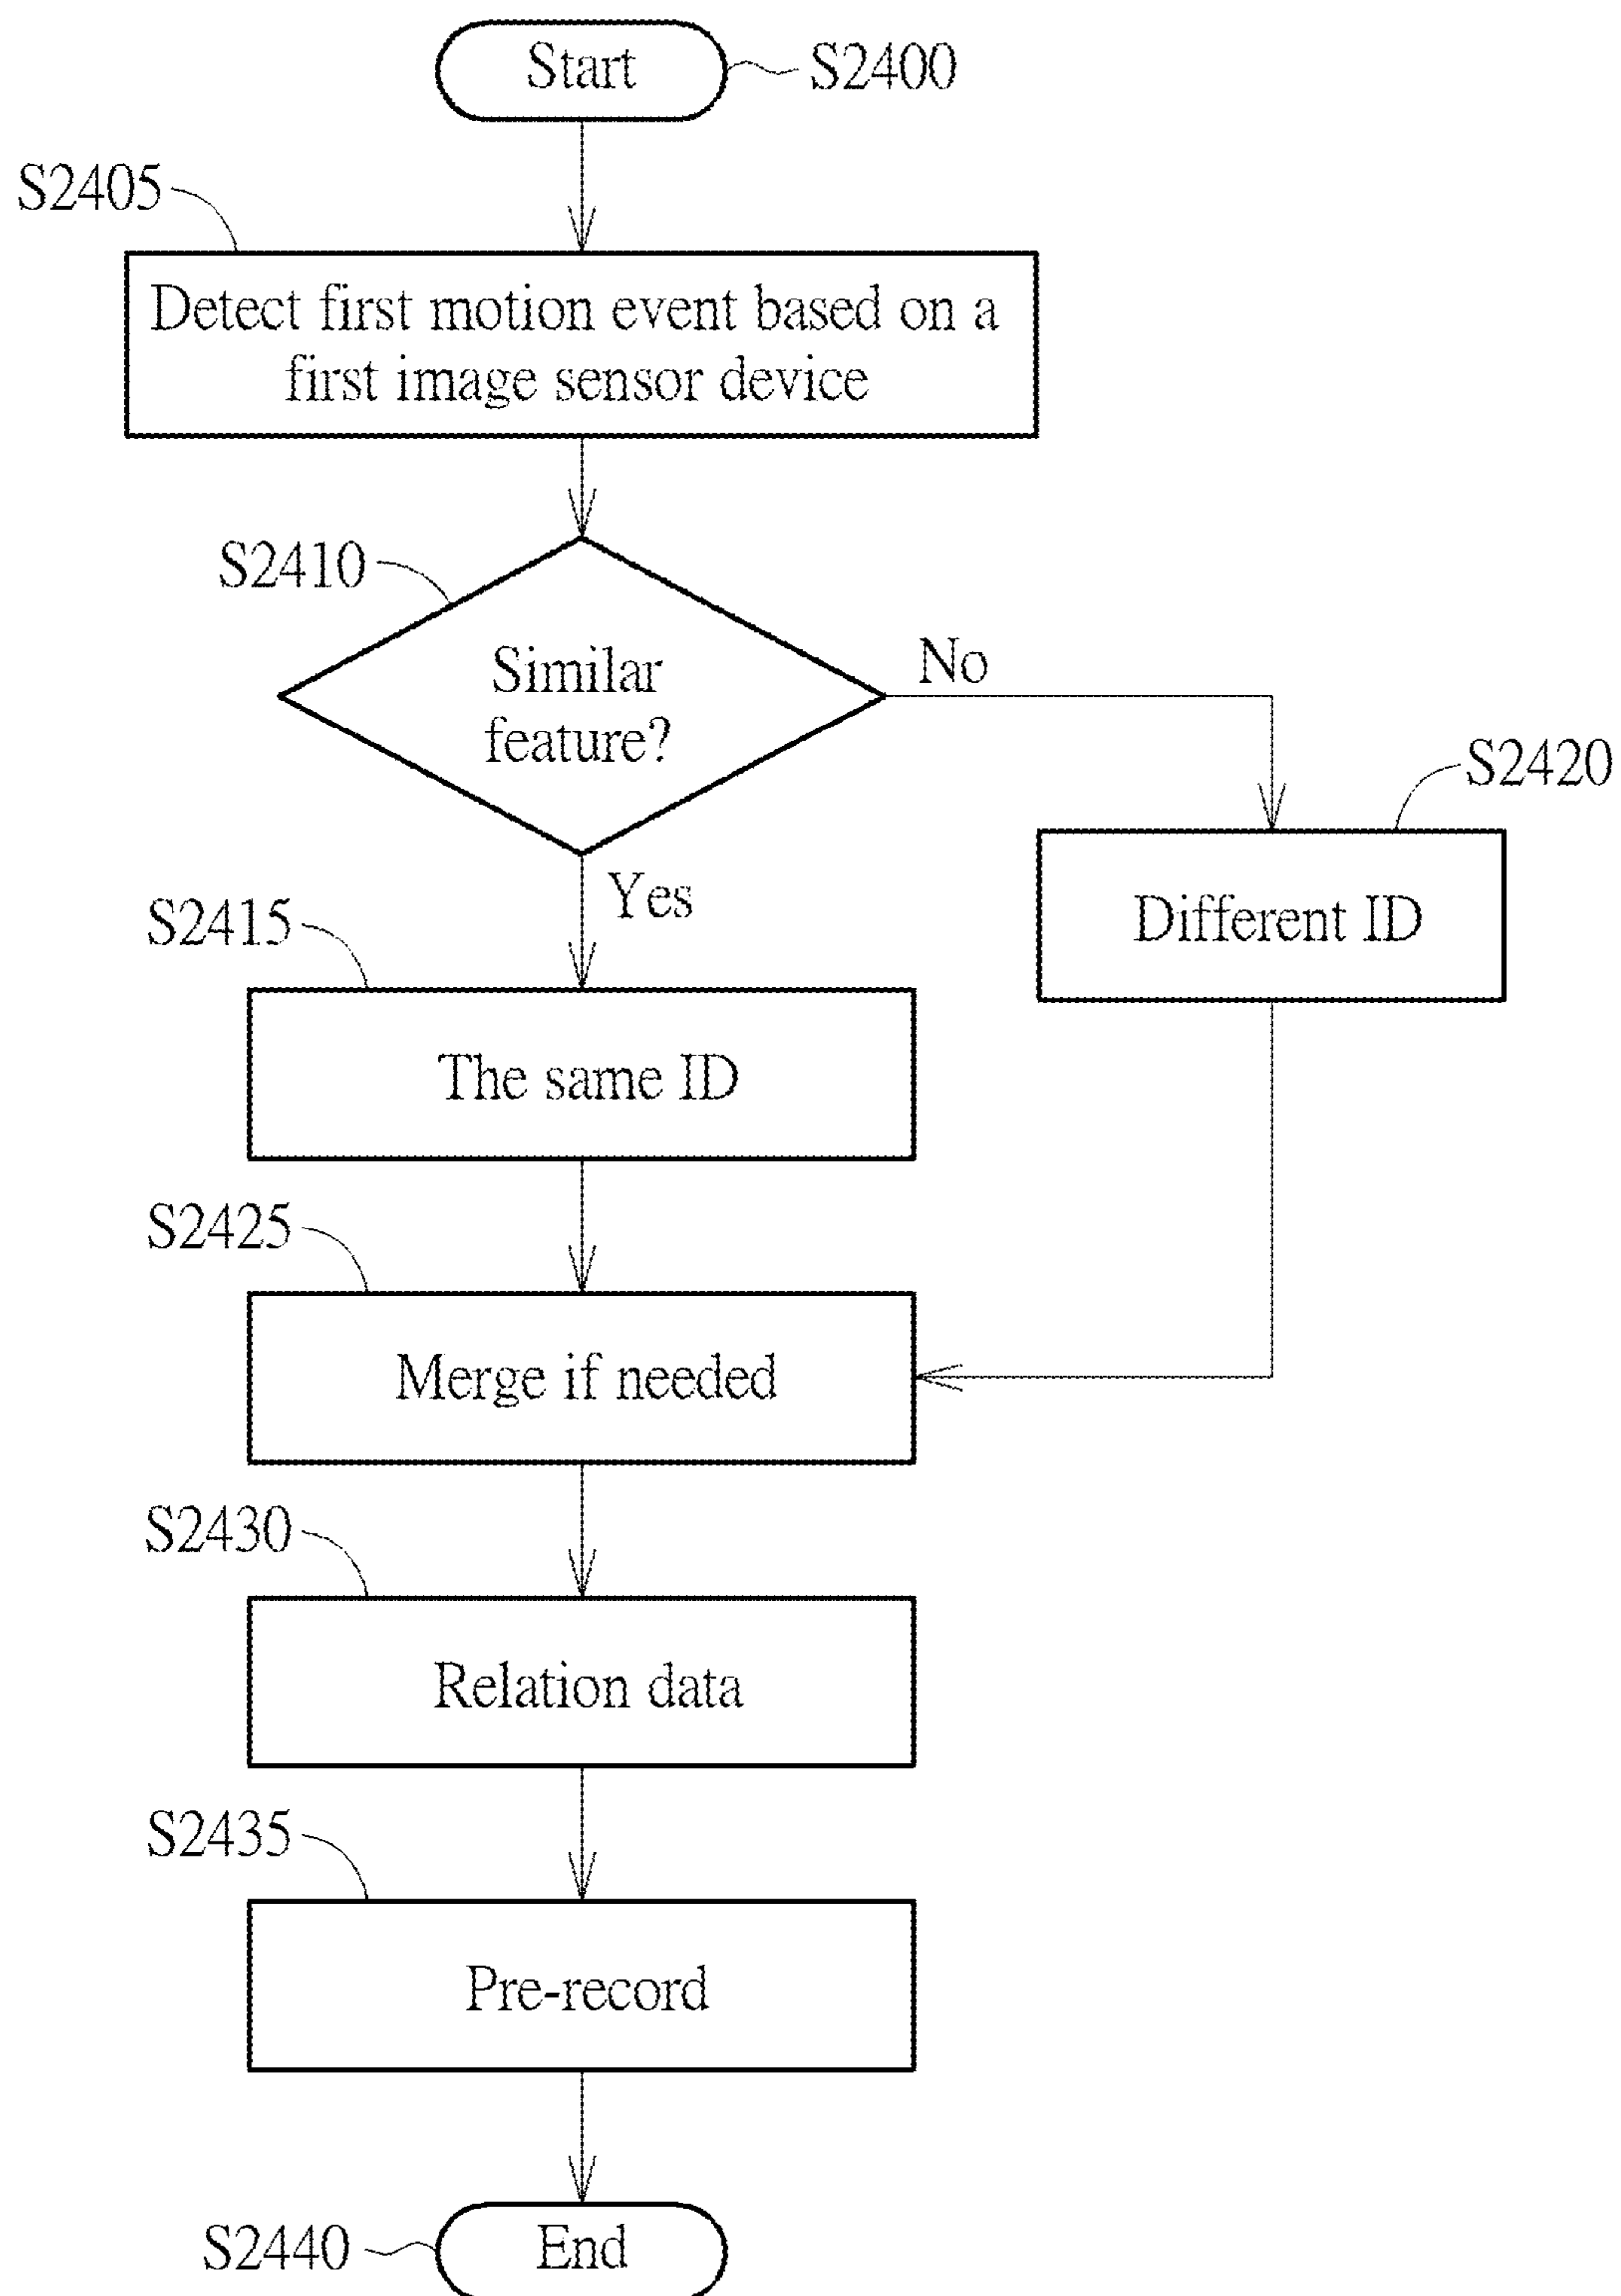 Start
S2400
S2405
Detect first motion event based on a
first image sensor device
S2410
Similar
feature?
No
S2420
Different ID
Yes
S2415
The same ID
S2425
Merge if needed
S2430
Relation data
S2435
Pre-record
S2440
End